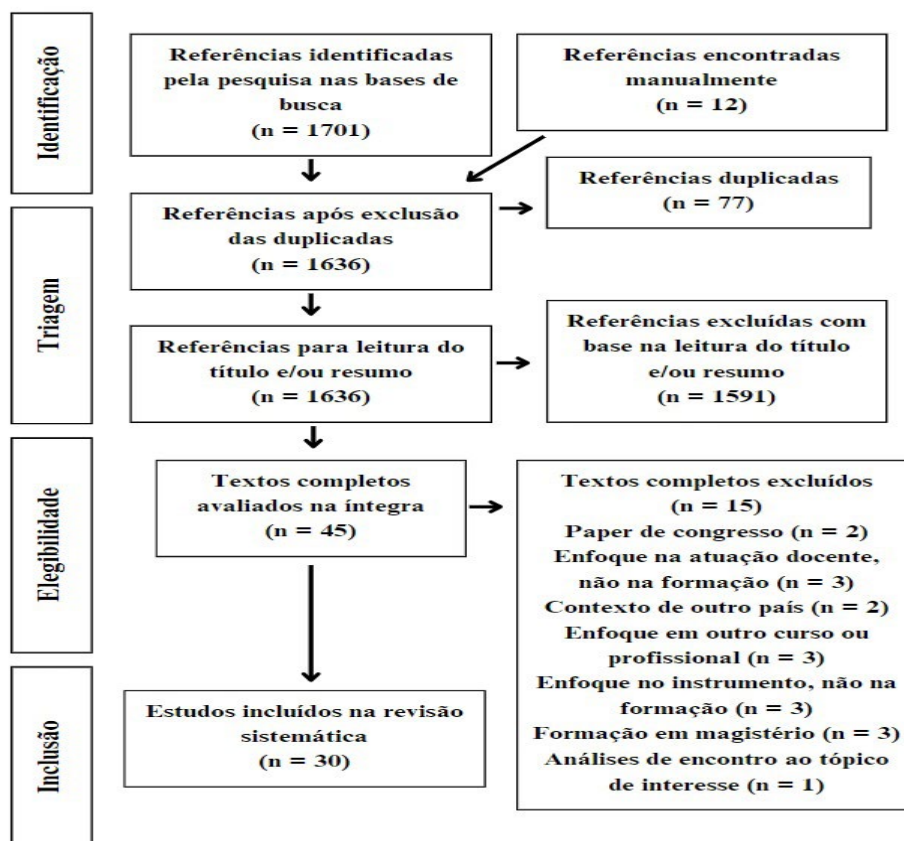 Identificação
Referências identificadas
pela pesquisa nas bases de
busca
(n = 1701)
Referências encontradas
manualmente
(n = 12)
Triagem
Referências após exclusão
das duplicadas
(n = 1636)
Referências duplicadas
(n = 77)
Referências para leitura do
título e/ou resumo
(n = 1636)
Referências excluídas com
base na leitura do título
e/ou resumo
(n = 1591)
Elegibilidade
Textos completos
avaliados na íntegra
(n = 45)
Textos completos excluídos
(n = 15)
Paper de congresso (n = 2)
Enfoque na atuação docente,
não na formação (n = 3)
Contexto de outro país (n = 2)
Enfoque em outro curso ou
profissional (n = 3)
Enfoque no instrumento, não na
formação (n = 3)
Formação em magistério (n = 3)
Análises de encontro ao tópico
de interesse (n = 1)
Inclusão
Estudos incluídos na revisão
sistemática
(n = 30)